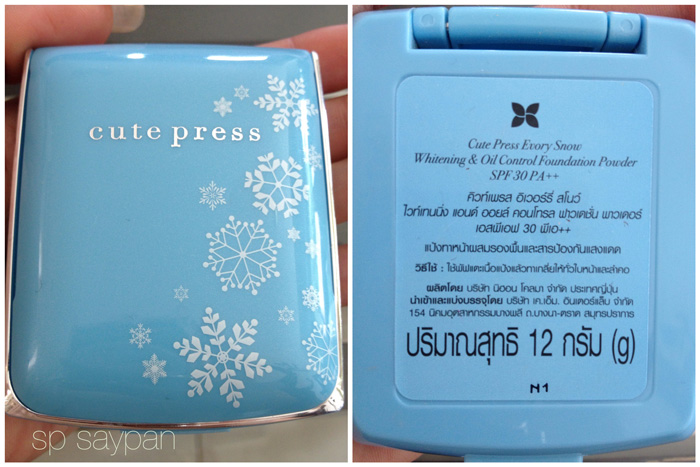 cute press
sp saypan
Cute Press Evory Snow
Whitening & Oil Control Foundation Powder
SPF 30 PA++
คิวท์เพรส อิเวอร์รี่ สโนว์
ไวท์เทนนิ่ง แอนด์ ออยล์ คอนโทรล ฟาวเดชั่น พาวเดอร์
เอสพีเอฟ 30 พีเอ++
แป้งทาหน้าผสมรองพื้นและสารป้องกันแสงแดด
วิธีใช้ : ใช้พัฟแตะเนื้อแป้งแล้วทาเกลี่ยให้ทั่วใบหน้าและลำคอ
ผลิตโดย บริษัท นิออน โคลมา จำกัด ประเทศญี่ปุ่น
นำเข้าและแบ่งบรรจุโดย บริษัท เค.เอ็ม. อินเตอร์แล็บ จำกัด
154 นิคมอุตสาหกรรมบางพลี ถ.บางนา-ตราด สมุทรปราการ
ปริมาณสุทธิ 12 กรัม (g)
N1